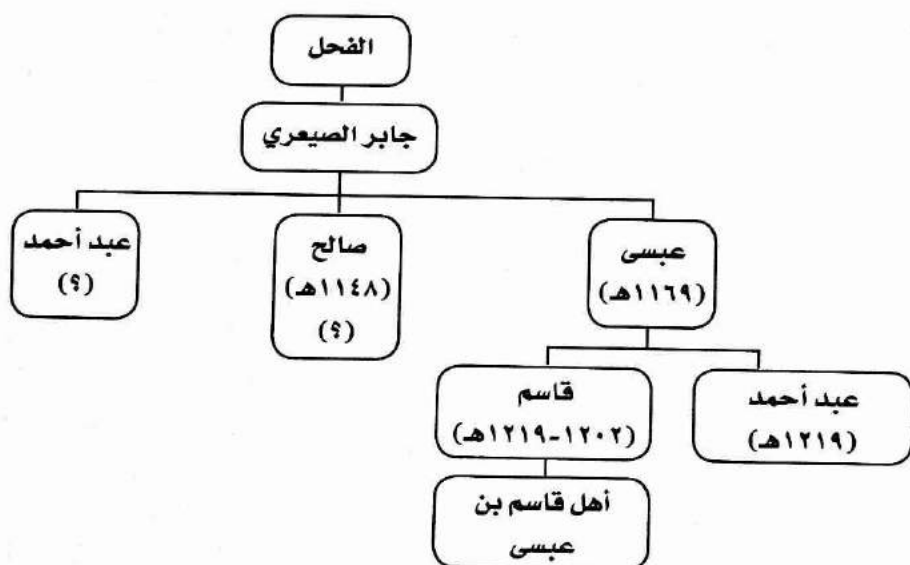 الفحل
جابر الصيعري
عبسى
(١١٦٩هـ)
صالح
(١١٤٨هـ)
(؟)
عبد أحمد
(؟)
عبد أحمد
(١٢١٩هـ)
قاسم
(١٢٠٢-١٢١٩هـ)
أهل قاسم بن
عبسى